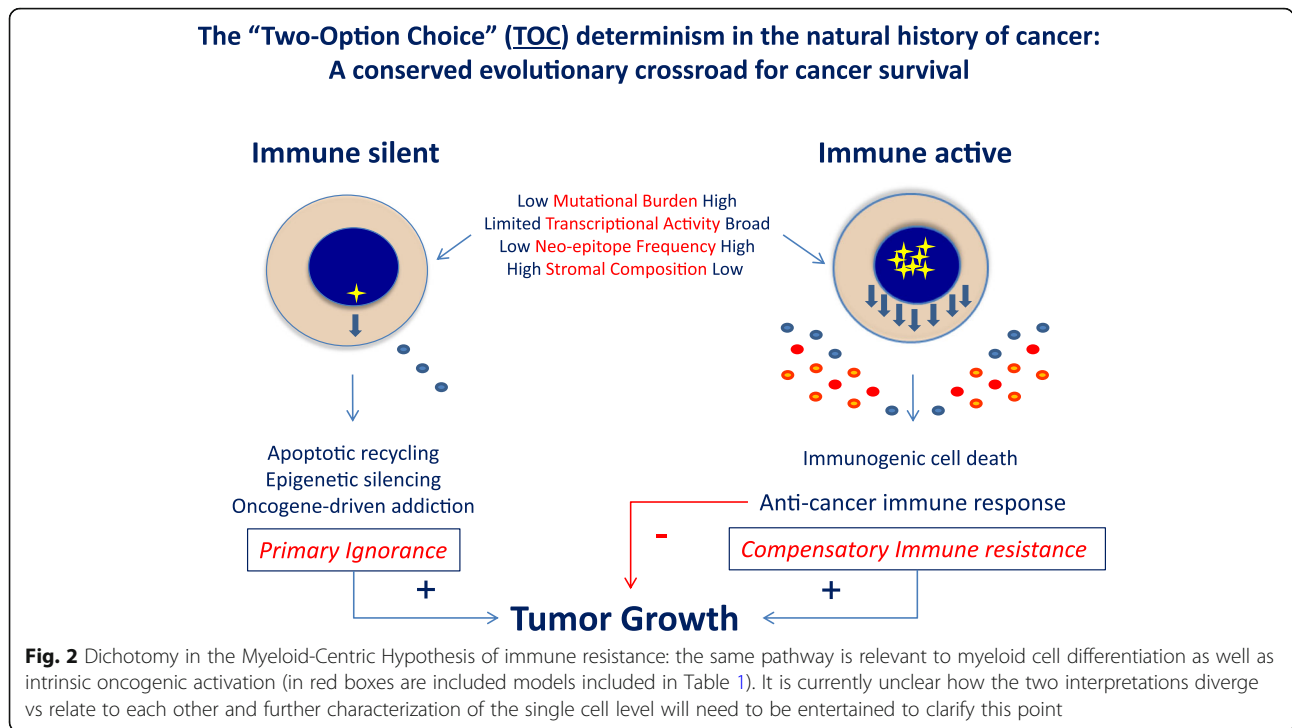 The “Two-Option Choice” (TOC) determinism in the natural history of cancer:
A conserved evolutionary crossroad for cancer survival
Immune silent
Immune active
Low Mutational Burden High
Limited Transcriptional Activity Broad
Low Neo-epitope Frequency High
High Stromal Composition Low
Apoptotic recycling
Epigenetic silencing
Oncogene-driven addiction
Primary Ignorance
+
Immunogenic cell death
Anti-cancer immune response
-
Compensatory Immune resistance
+
Tumor Growth
Fig. 2 Dichotomy in the Myeloid-Centric Hypothesis of immune resistance: the same pathway is relevant to myeloid cell differentiation as well as
intrinsic oncogenic activation (in red boxes are included models included in Table 1). It is currently unclear how the two interpretations diverge
vs relate to each other and further characterization of the single cell level will need to be entertained to clarify this point